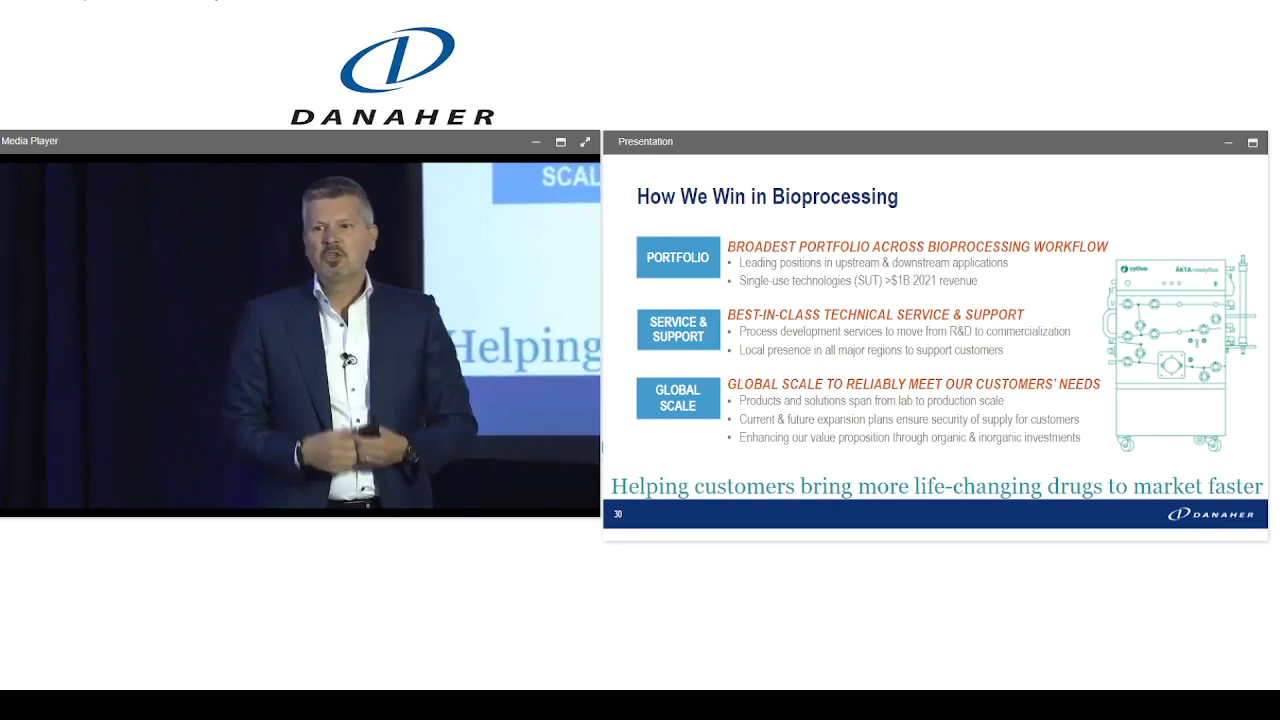 DANAHER
Media Player
SCAL
Helping
Presentation
How We Win in Bioprocessing
PORTFOLIO
BROADEST PORTFOLIO ACROSS BIOPROCESSING WORKFLOW
• Leading positions in upstream & downstream applications
• Single-use technologies (SUT) >$1B 2021 revenue
SERVICE &
SUPPORT
BEST-IN-CLASS TECHNICAL SERVICE & SUPPORT
• Process development services to move from R&D to commercialization
• Local presence in all major regions to support customers
GLOBAL
SCALE
GLOBAL SCALE TO RELIABLY MEET OUR CUSTOMERS' NEEDS
• Products and solutions span from lab to production scale
• Current & future expansion plans ensure security of supply for customers
• Enhancing our value proposition through organic & inorganic investments
cytiva
ÄKTA readyflux
Helping customers bring more life-changing drugs to market faster
30
DANAHER